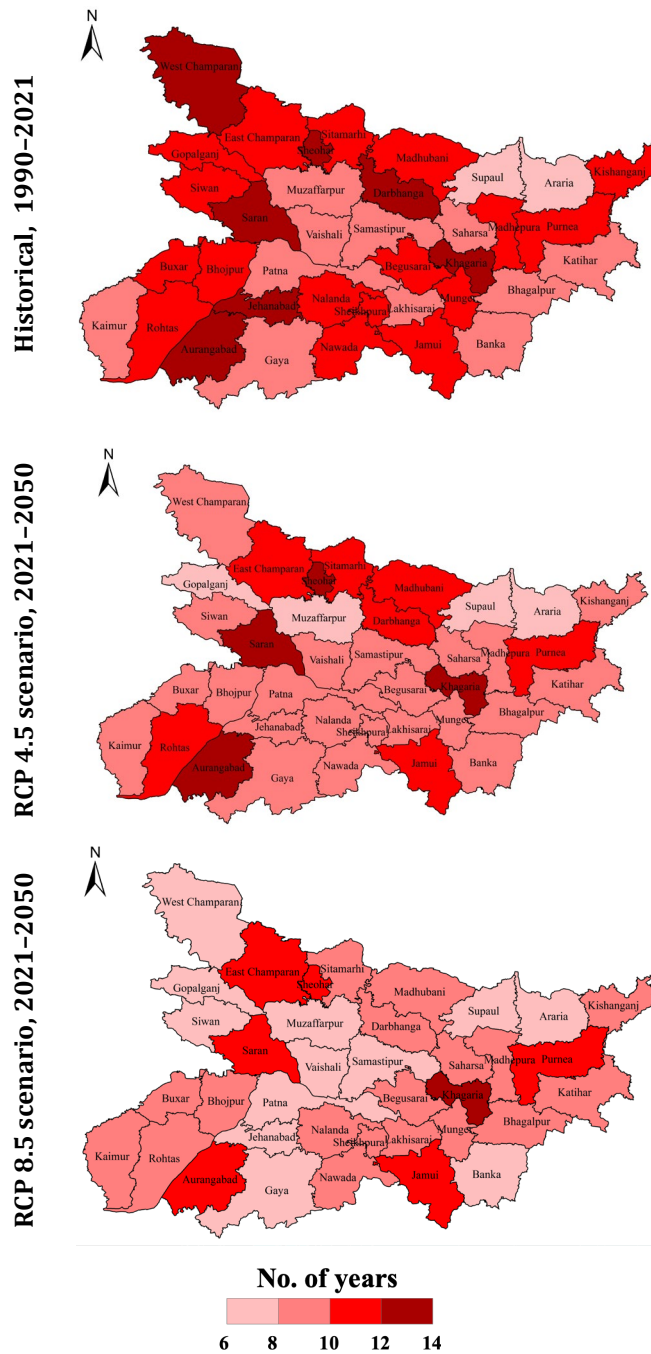 Historical, 1990–2021
N
West Champaran
East Champaran
Sitamarhi
Sheohar
Gopalganj
Madhubani
Siwan
Muzaffarpur
Darbhanga
Supaul
Araria
Kishanganj
Saran
Vaishali
Samastipur
Saharsa
Madhepura
Purnea
Buxar
Bhojpur
Patna
Begusarai
Khagaria
Katihar
Kaimur
Rohtas
Jehanabad
Nalanda
Sheikhpura
Lakhisarai
Munger
Bhagalpur
Aurangabad
Gaya
Nawada
Jamui
Banka
RCP 4.5 scenario, 2021–2050
N
West Champaran
East Champaran
Sitamarhi
Sheohar
Gopalganj
Madhubani
Siwan
Muzaffarpur
Darbhanga
Supaul
Araria
Kishanganj
Saran
Vaishali
Samastipur
Saharsa
Madhepura
Purnea
Buxar
Bhojpur
Patna
Begusarai
Khagaria
Katihar
Kaimur
Rohtas
Jehanabad
Nalanda
Sheikhpura
Lakhisaraj
Munger
Bhagalpur
Aurangabad
Gaya
Nawada
Jamui
Banka
RCP 8.5 scenario, 2021–2050
N
West Champaran
East Champaran
Sitamarhi
Sheohar
Gopalganj
Madhubani
Siwan
Muzaffarpur
Darbhanga
Supaul
Araria
Kishanganj
Saran
Vaishali
Samastipur
Saharsa
Madhepura
Purnea
Buxar
Bhojpur
Patna
Begusarai
Khagaria
Katihar
Kaimur
Rohtas
Jehanabad
Nalanda
Sheikhpura
Lakhisaraj
Munger
Bhagalpur
Aurangabad
Gaya
Nawada
Jamui
Banka
No. of years
6 8 10 12 14